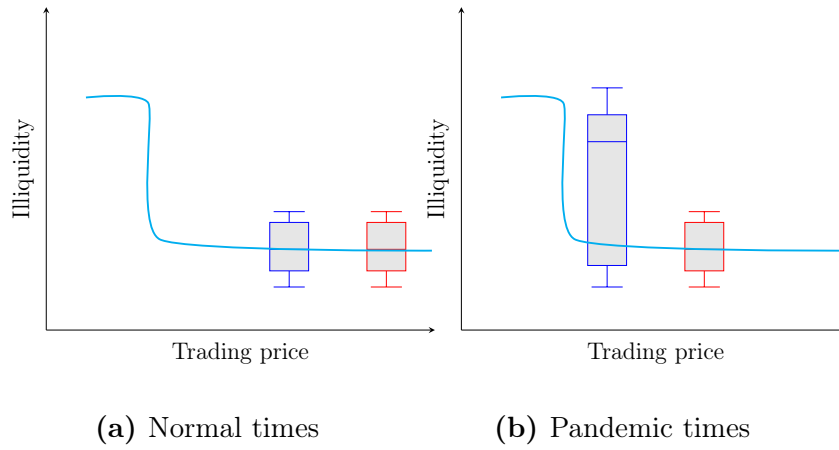 Illiquidity
Trading price
(a) Normal times
Illiquidity
Trading price
(b) Pandemic times